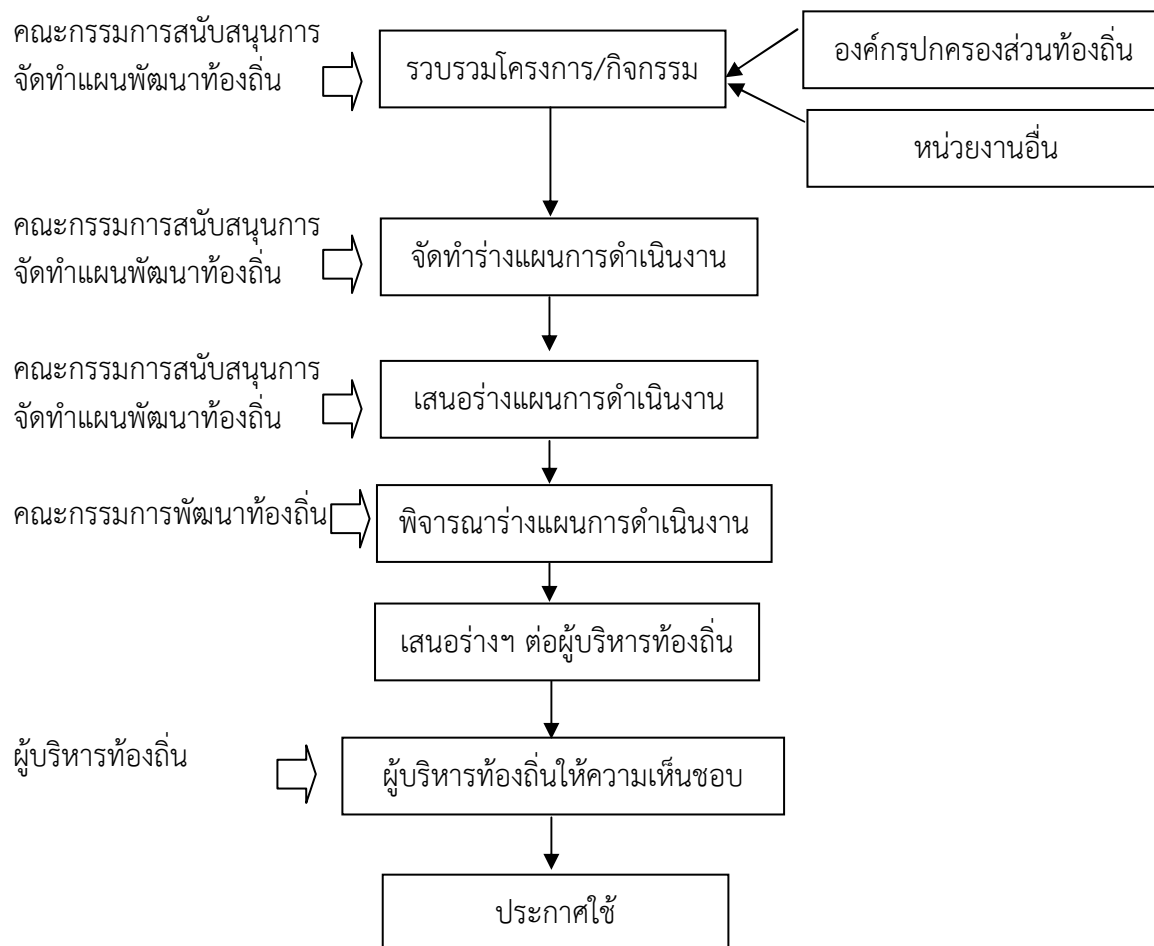 คณะกรรมการสนับสนุนการ
จัดทำแผนพัฒนาท้องถิ่น
รวบรวมโครงการ/กิจกรรม
องค์กรปกครองส่วนท้องถิ่น
หน่วยงานอื่น
คณะกรรมการสนับสนุนการ
จัดทำแผนพัฒนาท้องถิ่น
จัดทำร่างแผนการดำเนินงาน
คณะกรรมการสนับสนุนการ
จัดทำแผนพัฒนาท้องถิ่น
เสนอร่างแผนการดำเนินงาน
คณะกรรมการพัฒนาท้องถิ่น
พิจารณาร่างแผนการดำเนินงาน
เสนอร่างฯ ต่อผู้บริหารท้องถิ่น
ผู้บริหารท้องถิ่น
ผู้บริหารท้องถิ่นให้ความเห็นชอบ
ประกาศใช้